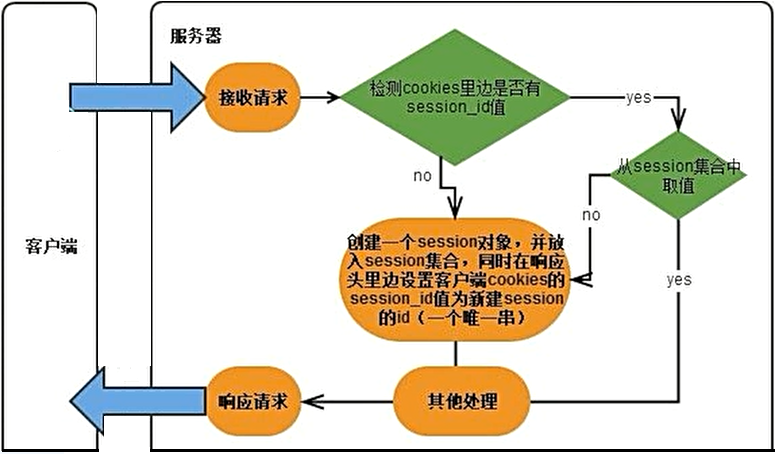 服务器
接收请求
检测cookies里边是否有
session_id值
yes
从session集合中
取值
no
no
创建一个session对象，并放
入session集合，同时在响应
头里边设置客户端cookies的
session_id值为新建session
的id（一个唯一串）
客户端
yes
响应请求
其他处理